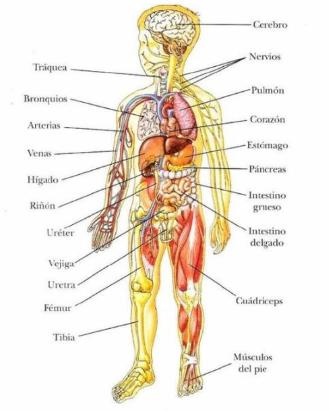 Cerebro
Nervios
Tráquea
Pulmón
Bronquios
Corazón
Arterias
Estómago
Venas
Páncreas
Hígado
Intestino
grueso
Riñón
Uréter
Intestino
delgado
Vejiga
Uretra
Cuádriceps
Fémur
Tibia
Músculos
del pie